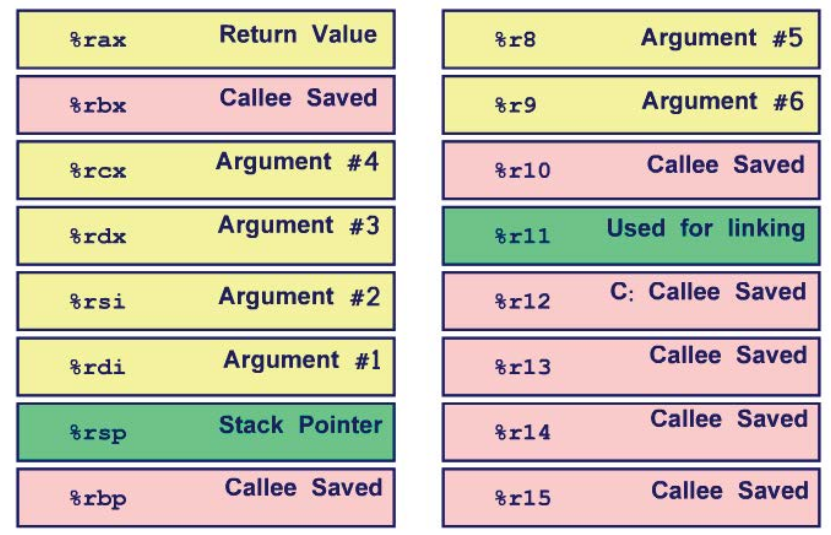 %rax Return Value
%rbx Callee Saved
%rcx Argument #4
%rdx Argument #3
%rsi Argument #2
%rdi Argument #1
%rsp Stack Pointer
%rbp Callee Saved
%r8 Argument #5
%r9 Argument #6
%r10 Callee Saved
%r11 Used for linking
%r12 C: Callee Saved
%r13 Callee Saved
%r14 Callee Saved
%r15 Callee Saved